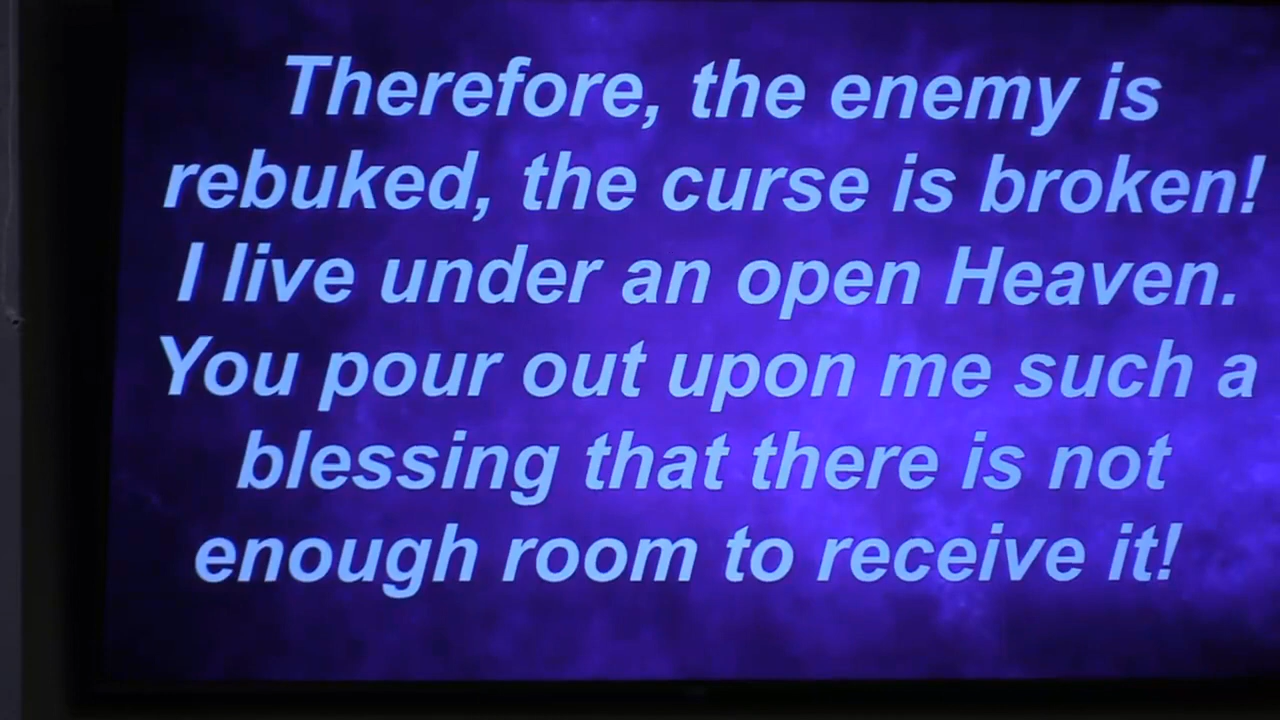 Therefore, the enemy is
rebuked, the curse is broken!
I live under an open Heaven.
You pour out upon me such a
blessing that there is not
enough room to receive it!